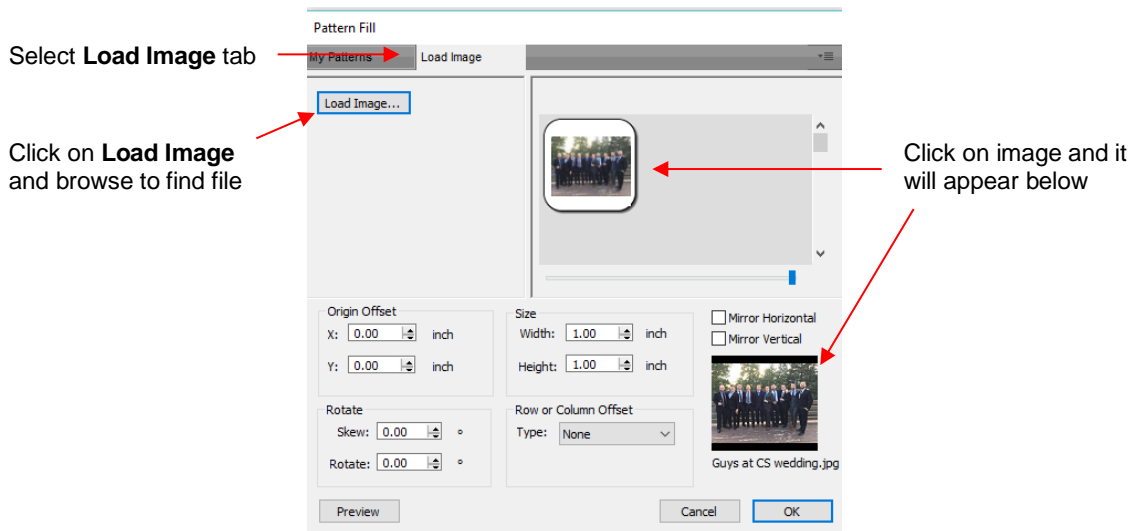 Pattern Fill
Select Load Image tab
My Patterns
Load Image
Load Image...
Click on Load Image
and browse to find file
Click on image and it
will appear below
Origin Offset
X: 0.00 inch
Y: 0.00 inch
Size
Width: 1.00 inch
Height: 1.00 inch
Mirror Horizontal
Mirror Vertical
Rotate
Skew: 0.00 °
Rotate: 0.00 °
Row or Column Offset
Type: None
Guys at CS wedding.jpg
Preview
Cancel
OK